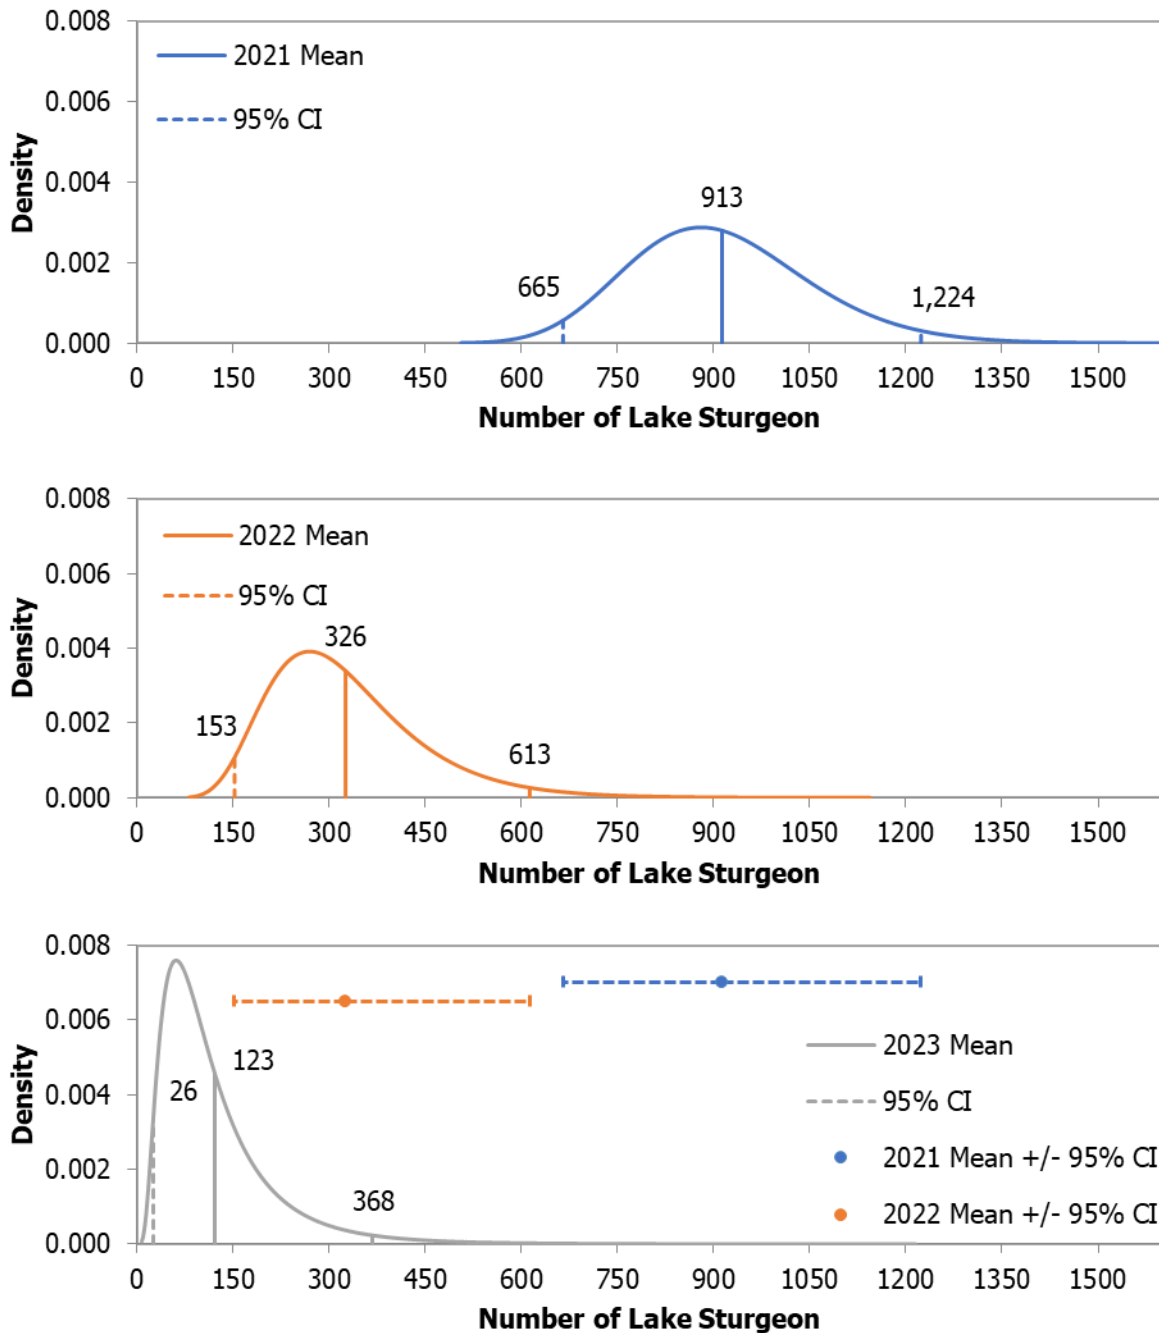 0.008
2021 Mean
0.006
95% CI
Density
0.004
913
0.002
665
1,224
0.000
0 150 300 450 600 750 900 1050 1200 1350 1500
Number of Lake Sturgeon
0.008
2022 Mean
0.006
95% CI
Density
0.004
326
0.002
153
613
0.000
0 150 300 450 600 750 900 1050 1200 1350 1500
Number of Lake Sturgeon
0.008
0.006
2023 Mean
123
Density
0.004
26
95% CI
2021 Mean +/- 95% CI
0.002
368
2022 Mean +/- 95% CI
0.000
0 150 300 450 600 750 900 1050 1200 1350 1500
Number of Lake Sturgeon